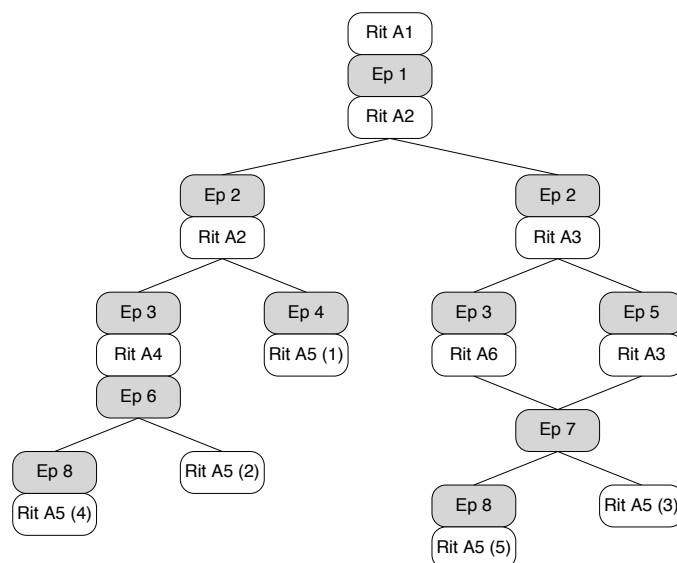 Rit A1
Ep 1
Rit A2
Ep 2
Ep 2
Rit A2
Rit A3
Ep 3
Ep 4
Ep 3
Ep 5
Rit A4
Rit A5 (1)
Rit A6
Rit A3
Ep 6
Ep 7
Ep 8
Rit A5 (2)
Ep 8
Rit A5 (3)
Rit A5 (4)
Rit A5 (5)